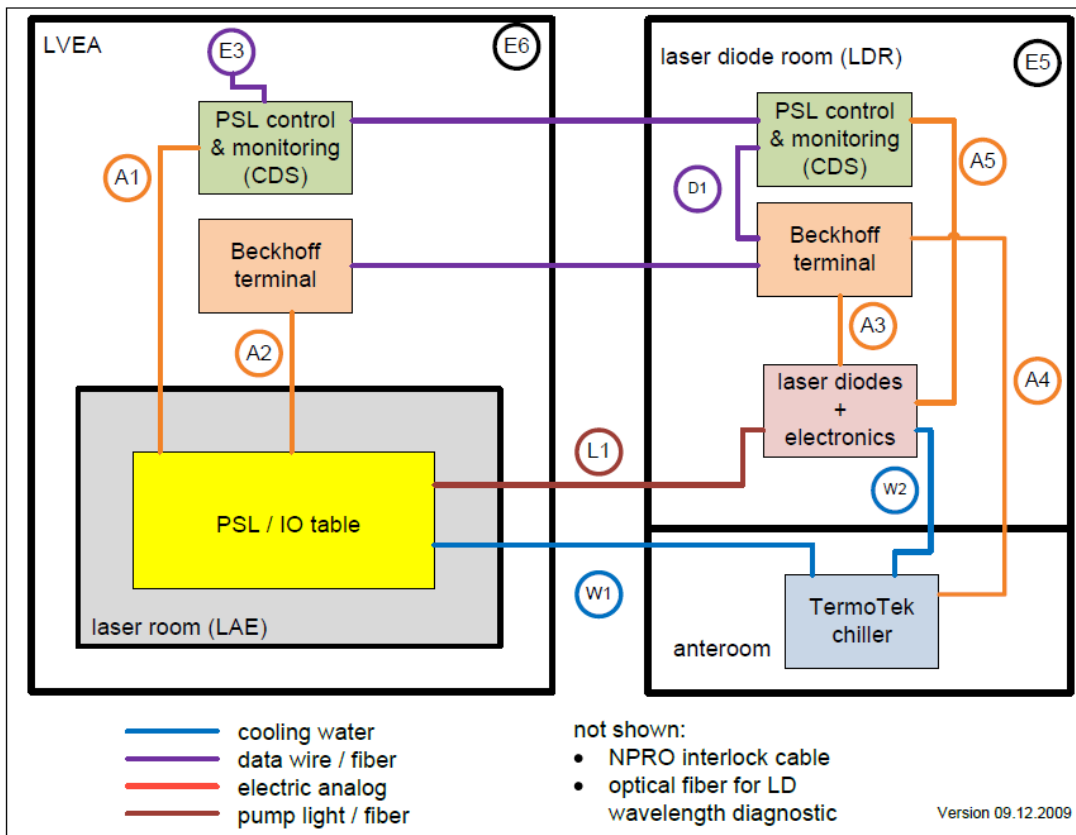 LVEA
E3
E6
PSL control
& monitoring
(CDS)
A1
Beckhoff
terminal
A2
PSL / IO table
laser room (LAE)
L1
W1
laser diode room (LDR)
E5
PSL control
& monitoring
(CDS)
A5
D1
Beckhoff
terminal
A3
A4
laser diodes
+
electronics
W2
TermoTek
chiller
anteroom
cooling water
data wire / fiber
electric analog
pump light / fiber
not shown:
• NPRO interlock cable
• optical fiber for LD
wavelength diagnostic
Version 09.12.2009